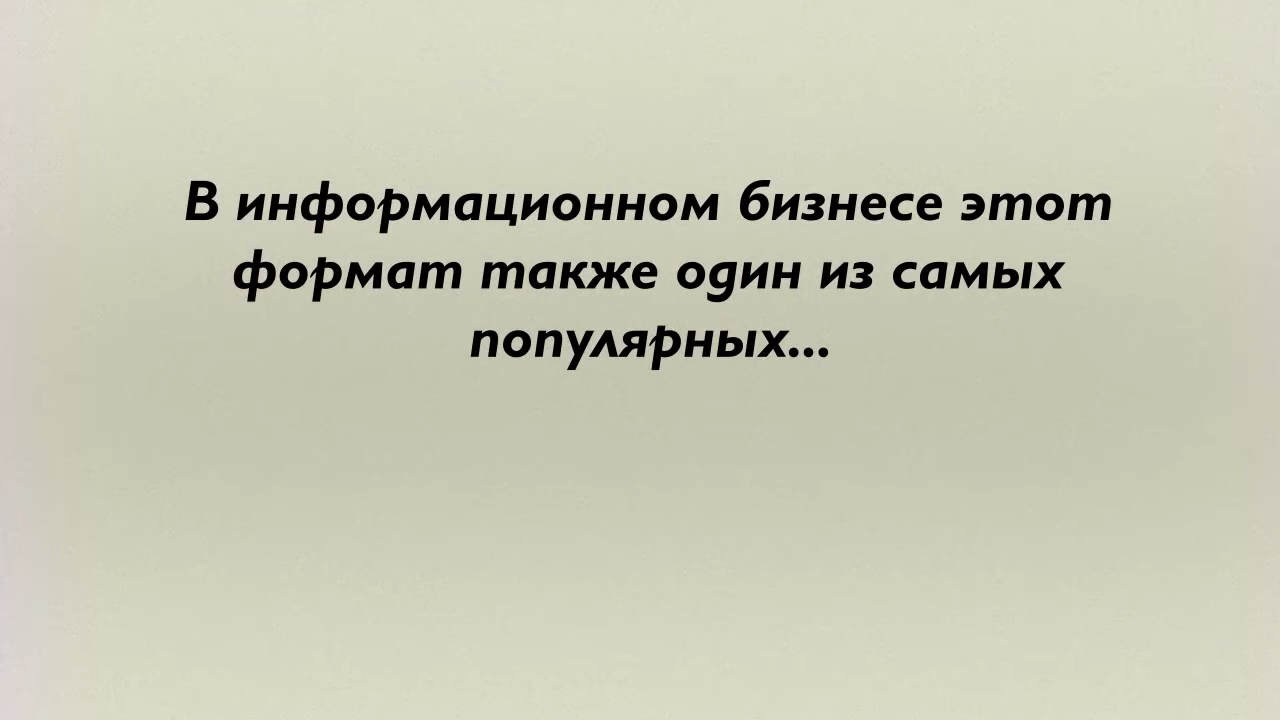 В информационном бизнесе этот
формат также один из самых
популярных...